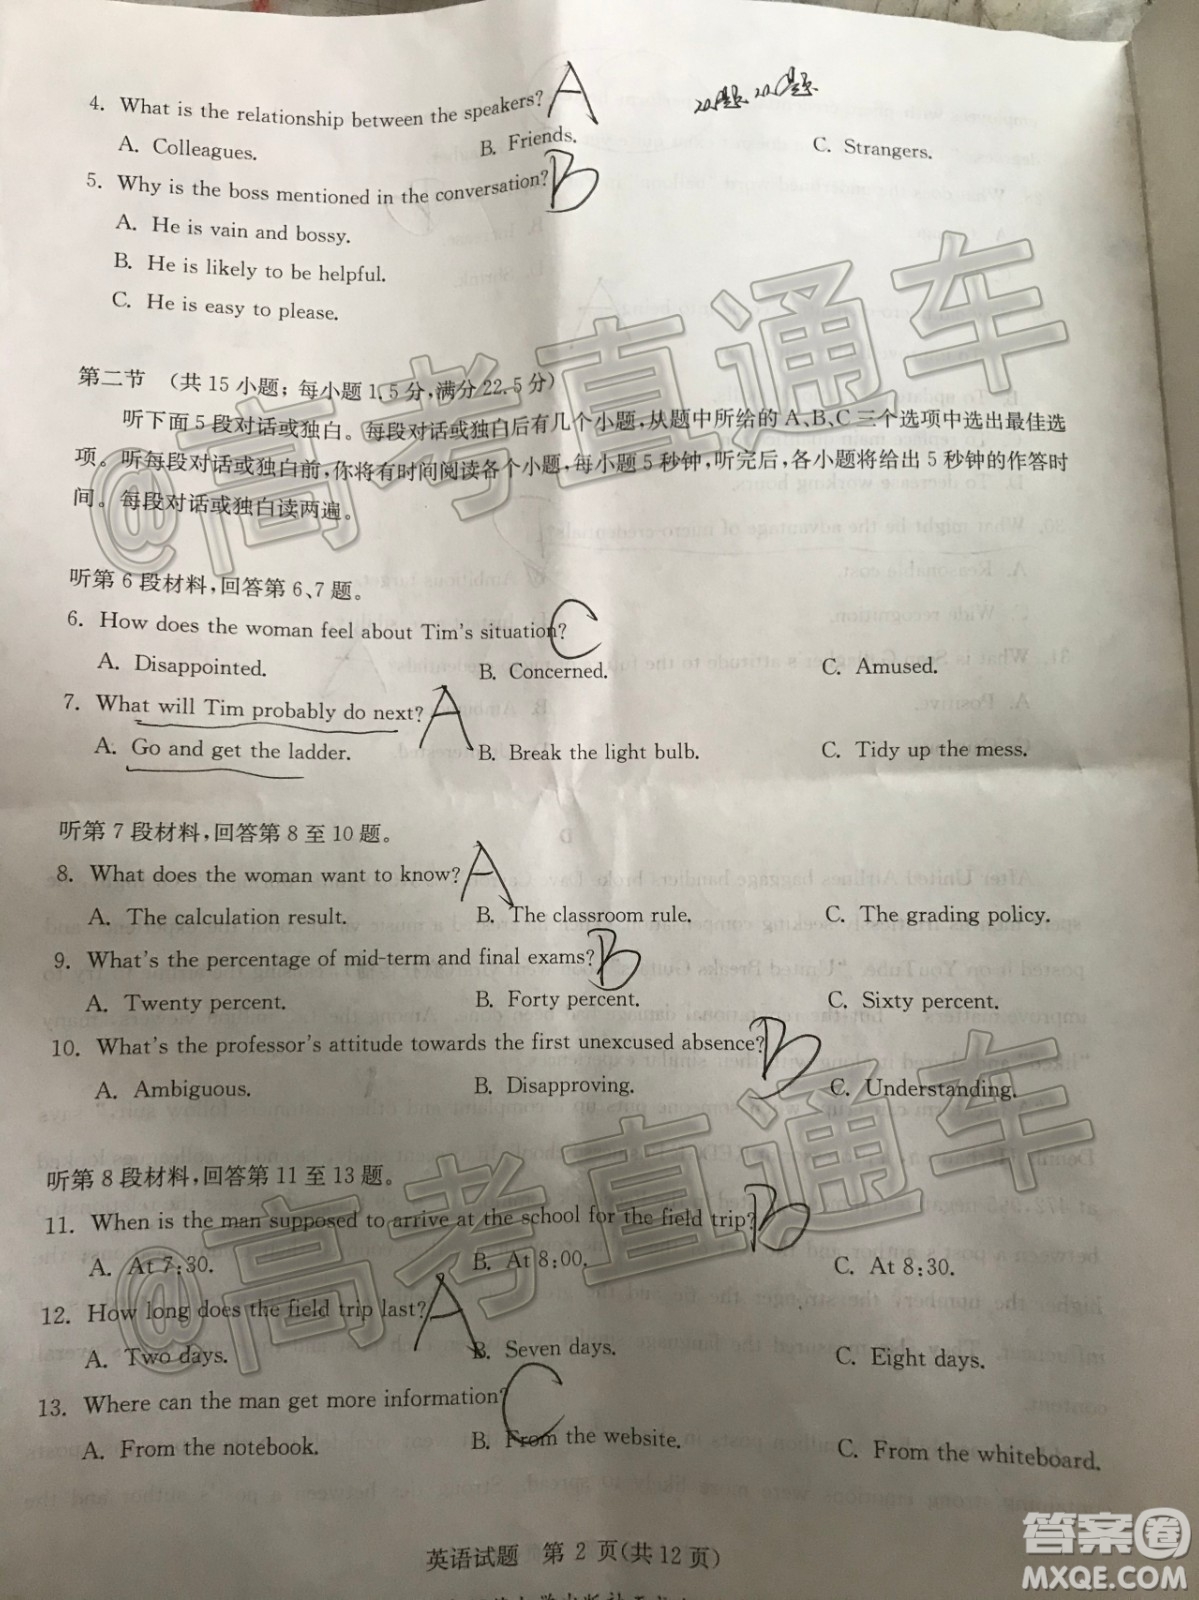 4. What is the relationship between the speakers? A
A. Colleagues. B. Friends. C. Strangers.
5. Why is the boss mentioned in the conversation? B
A. He is vain and bossy.
B. He is likely to be helpful.
C. He is easy to please.
第二节 (共 15 小题; 每小题 1.5 分,满分 22.5 分)
听下面 5 段对话或独白。每段对话或独白后有几个小题,从题中所给的 A、B、C 三个选项中选出最佳选
项。听每段对话或独白前,你将有时间阅读各个小题,每小题 5 秒钟,听完后,各小题将给出 5 秒钟的作答时
间。每段对话或独白读两遍。
听第 6 段材料,回答第 6、7 题。
6. How does the woman feel about Tim's situation? C
A. Disappointed. B. Concerned. C. Amused.
7. What will Tim probably do next? A
A. Go and get the ladder. B. Break the light bulb. C. Tidy up the mess.
听第 7 段材料,回答第 8 至 10 题。
8. What does the woman want to know? A
A. The calculation result. B. The classroom rule. C. The grading policy.
9. What's the percentage of mid-term and final exams? B
A. Twenty percent. B. Forty percent. C. Sixty percent.
10. What's the professor's attitude towards the first unexcused absence? B
A. Ambiguous. B. Disapproving. C. Understanding.
听第 8 段材料,回答第 11 至 13 题。
11. When is the man supposed to arrive at the school for the field trip? B
A. At 7:30. B. At 8:00. C. At 8:30.
12. How long does the field trip last? A
A. Two days. B. Seven days. C. Eight days.
13. Where can the man get more information? C
A. From the notebook. B. From the website. C. From the whiteboard.
英语试题 第 2 页(共 12 页)
@高考直通车
@高考直通车
答案圈
MXQE.COM